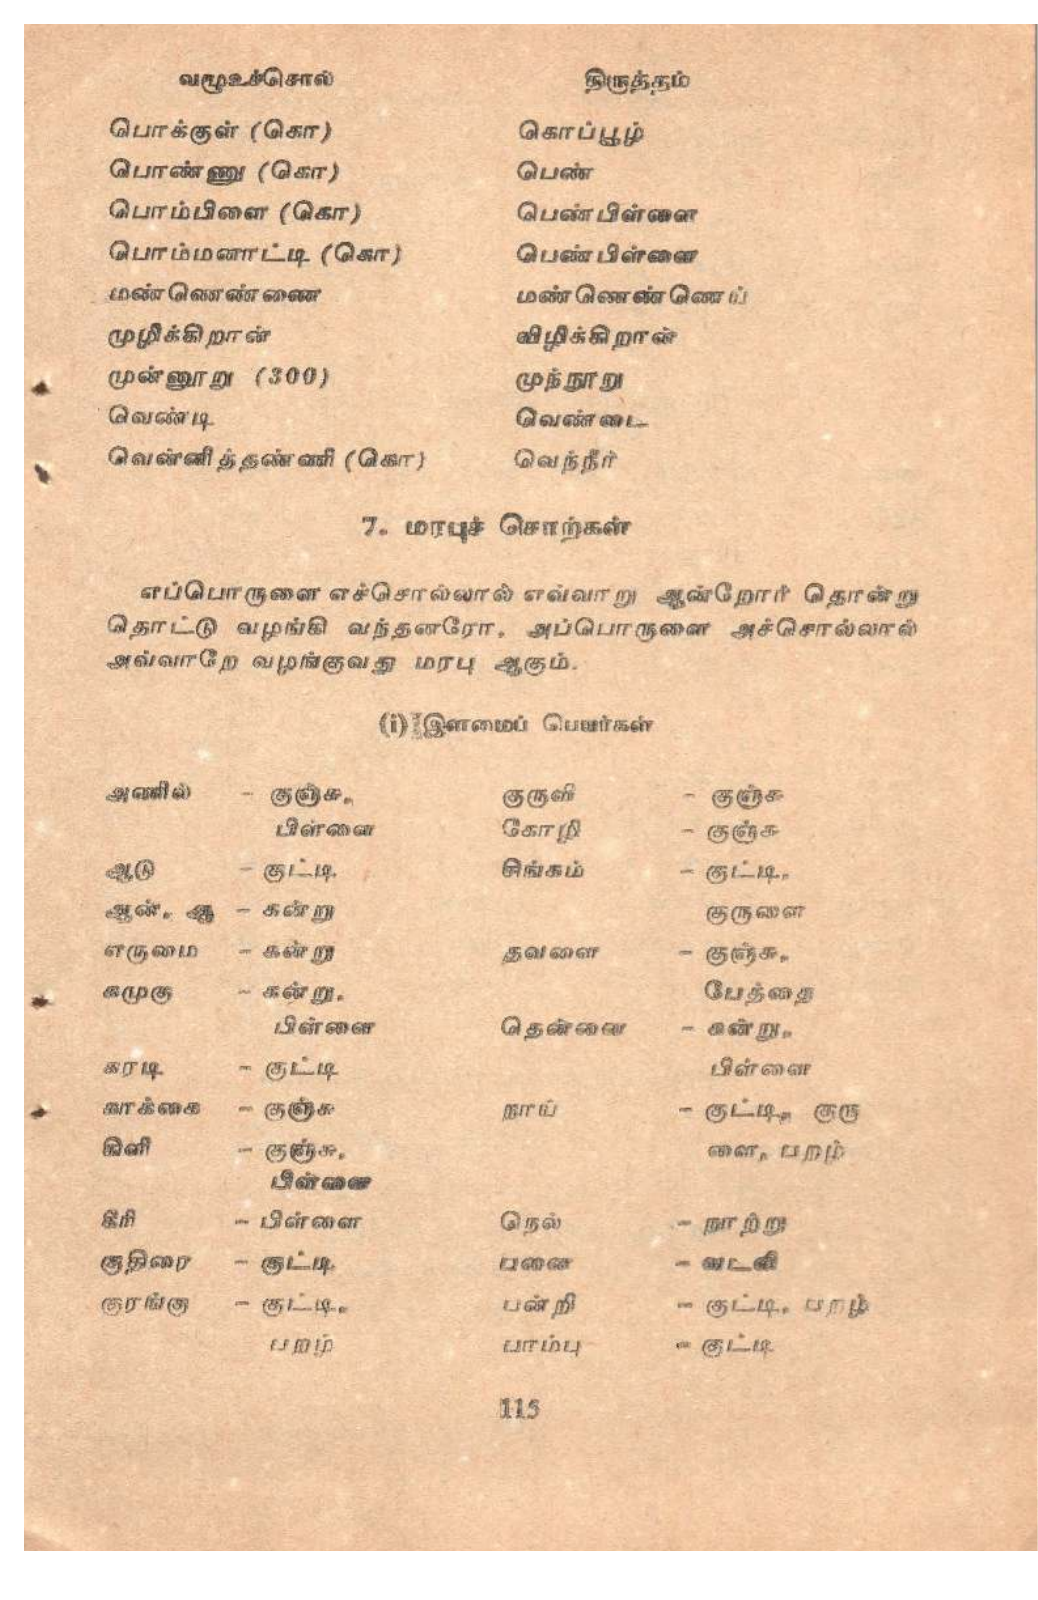 வழூஉச்சொல் திருத்தம்
பொக்குள் (கொ) கொப்பூழ்
பொண்ணு (கொ) பெண்
பொம்பிளை (கொ) பெண்பிள்ளை
பொம்மனாட்டி (கொ) பெண்பிள்ளை
மண்ணெண்ணை மண்ணெண்ணெய்
முழிக்கிறான் விழிக்கிறான்
முன்னூறு (300) முந்நூறு
வெண்டி வெண்டை
வென்னித்தண்ணி (கொ) வெந்நீர்
7. மரபுச் சொற்கள்
எப்பொருளை எச்சொல்லால் எவ்வாறு ஆன்றோர் தொன்று
தொட்டு வழங்கி வந்தனரோ, அப்பொருளை அச்சொல்லால்
அவ்வாறே வழங்குவது மரபு ஆகும்.
(i) இளமைப் பெயர்கள்
அணில் - குஞ்சு, குருவி - குஞ்சு
பிள்ளை கோழி - குஞ்சு
ஆடு - குட்டி சிங்கம் - குட்டி,
ஆன், ஆ - கன்று குருளை
எருமை - கன்று தவளை - குஞ்சு,
கமுகு - கன்று, பேத்தை
பிள்ளை தென்னை - கன்று,
கரடி - குட்டி பிள்ளை
காக்கை - குஞ்சு நாய் - குட்டி, குரு
கிளி - குஞ்சு, ளை, பறழ்
பிள்ளை
கீரி - பிள்ளை நெல் - நாற்று
குதிரை - குட்டி பனை - வடலி
குரங்கு - குட்டி, பன்றி - குட்டி, பறழ்
பறழ் பாம்பு - குட்டி
115